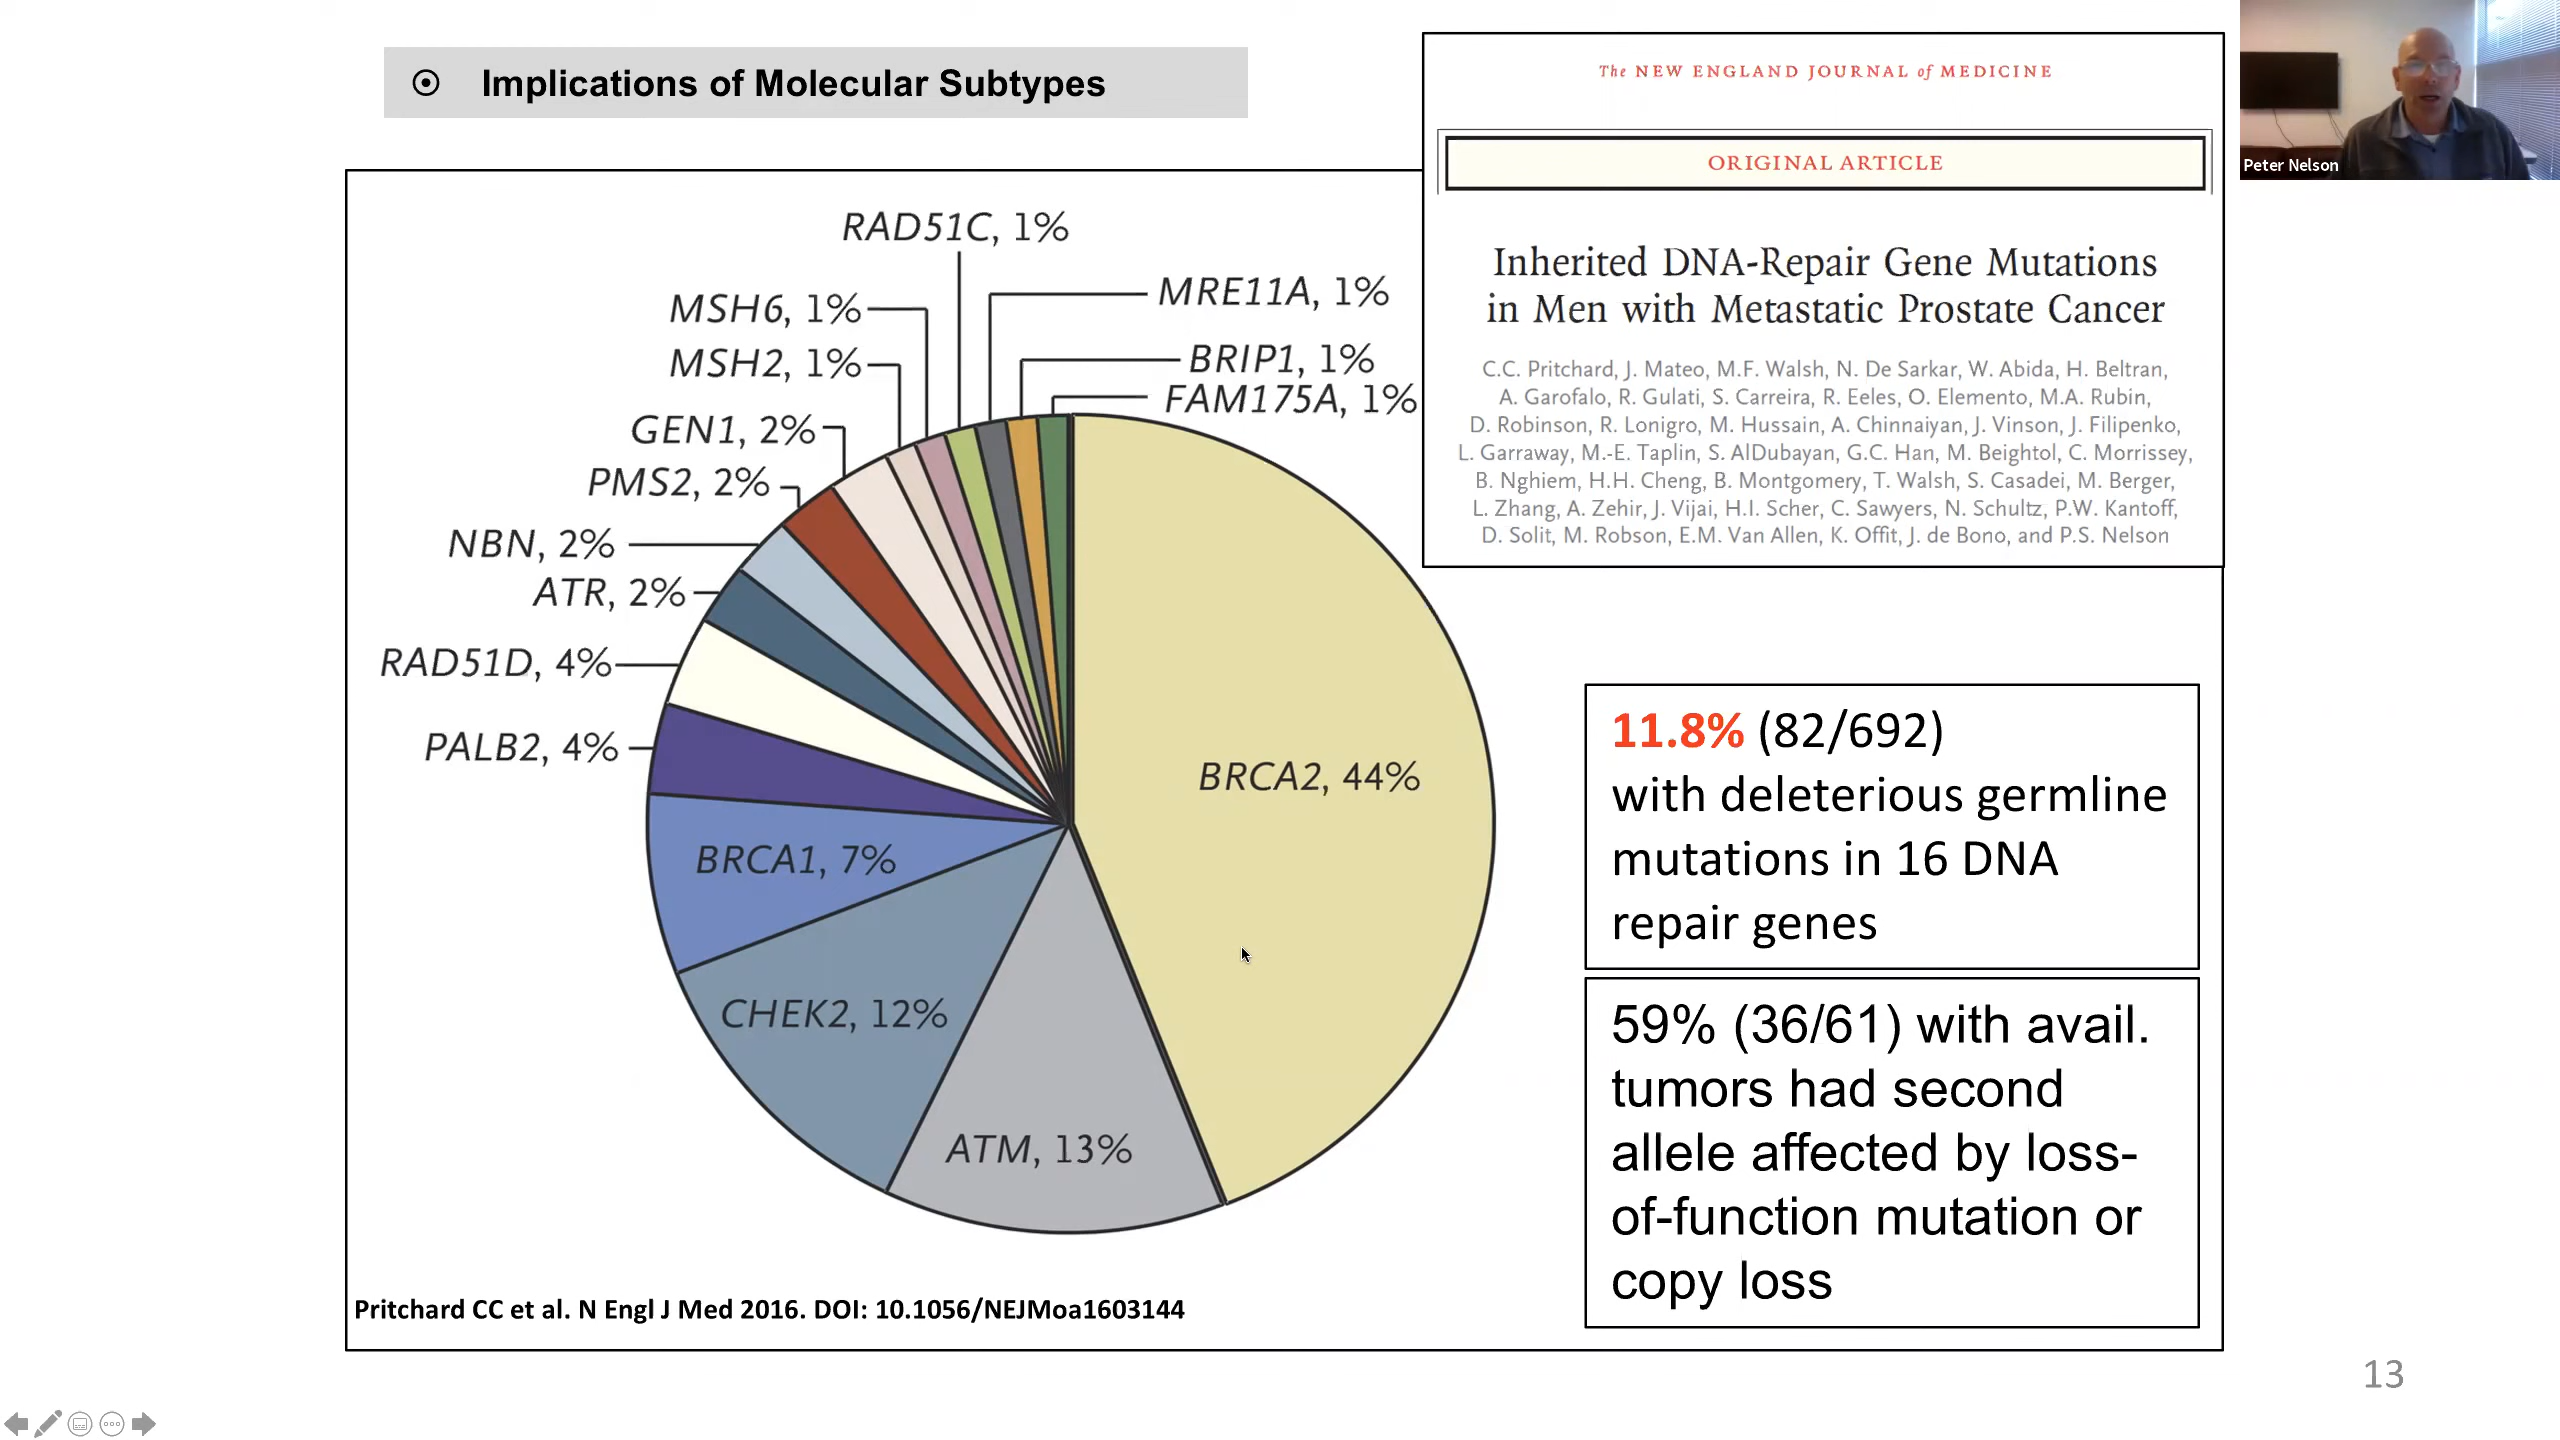 Implications of Molecular Subtypes
The NEW ENGLAND JOURNAL of MEDICINE
ORIGINAL ARTICLE
Inherited DNA-Repair Gene Mutations
in Men with Metastatic Prostate Cancer
C.C. Pritchard, J. Mateo, M.F. Walsh, N. De Sarkar, W. Abida, H. Beltran,
A. Garofalo, R. Gulati, S. Carreira, R. Eeles, O. Elemento, M.A. Rubin,
D. Robinson, R. Lonigro, M. Hussain, A. Chinnaiyan, J. Vinson, J. Filipenko,
L. Garraway, M.-E. Taplin, S. AlDubayan, G.C. Han, M. Beightol, C. Morrissey,
B. Nghiem, H.H. Cheng, B. Montgomery, T. Walsh, S. Casadei, M. Berger,
L. Zhang, A. Zehir, J. Vijai, H.I. Scher, C. Sawyers, N. Schultz, P.W. Kantoff,
D. Solit, M. Robson, E.M. Van Allen, K. Offit, J. de Bono, and P.S. Nelson
Peter Nelson
RAD51C, 1%
MRE11A, 1%
MSH6, 1%
BRIP1, 1%
MSH2, 1%
FAM175A, 1%
GEN1, 2%
PMS2, 2%
NBN, 2%
ATR, 2%
RAD51D, 4%
PALB2, 4%
BRCA2, 44%
BRCA1, 7%
CHEK2, 12%
ATM, 13%
11.8% (82/692)
with deleterious germline
mutations in 16 DNA
repair genes
59% (36/61) with avail.
tumors had second
allele affected by loss-
of-function mutation or
copy loss
Pritchard CC et al. N Engl J Med 2016. DOI: 10.1056/NEJMoa1603144
13